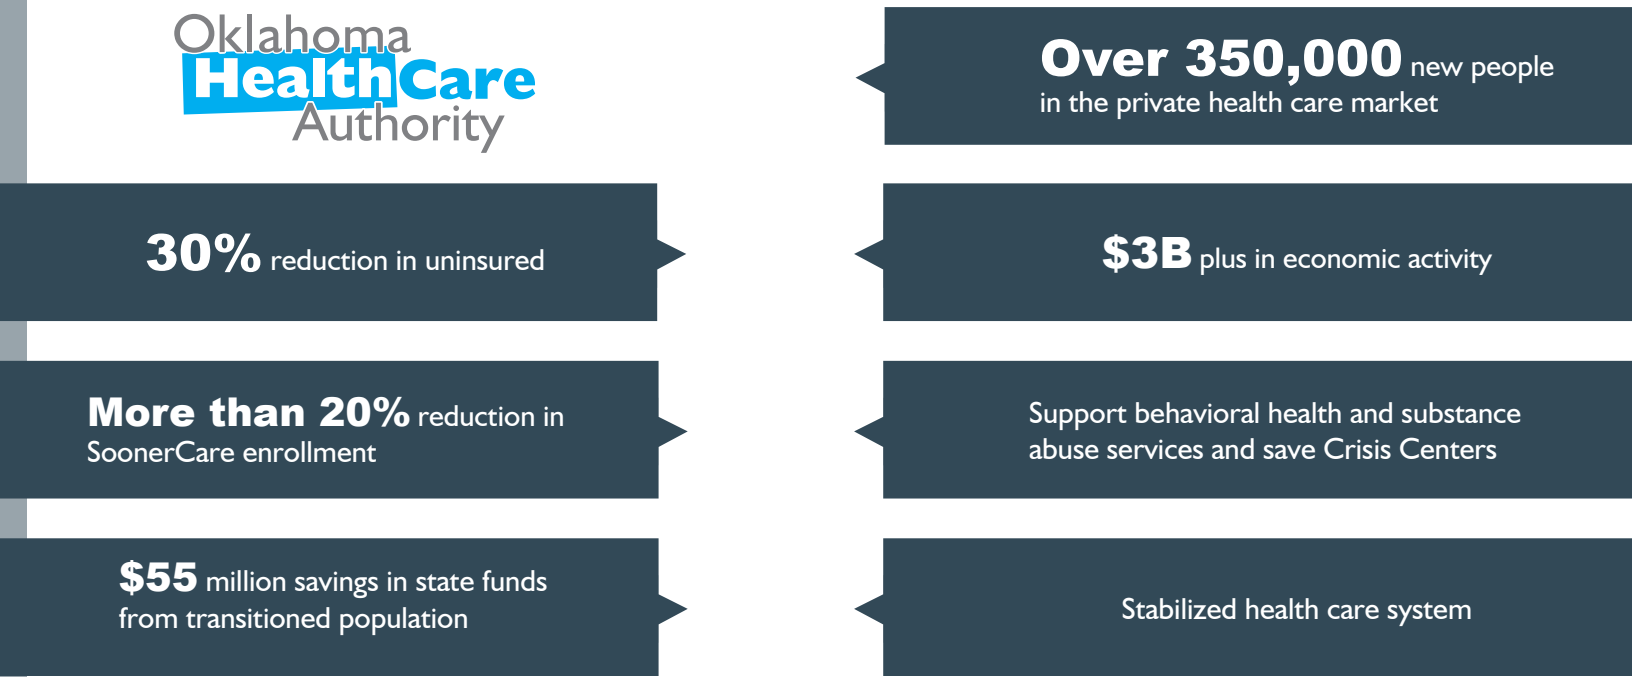 Oklahoma
HealthCare
Authority
Over 350,000 new people
in the private health care market
30% reduction in uninsured
$3B plus in economic activity
More than 20% reduction in
SoonerCare enrollment
Support behavioral health and substance
abuse services and save Crisis Centers
$55 million savings in state funds
from transitioned population
Stabilized health care system